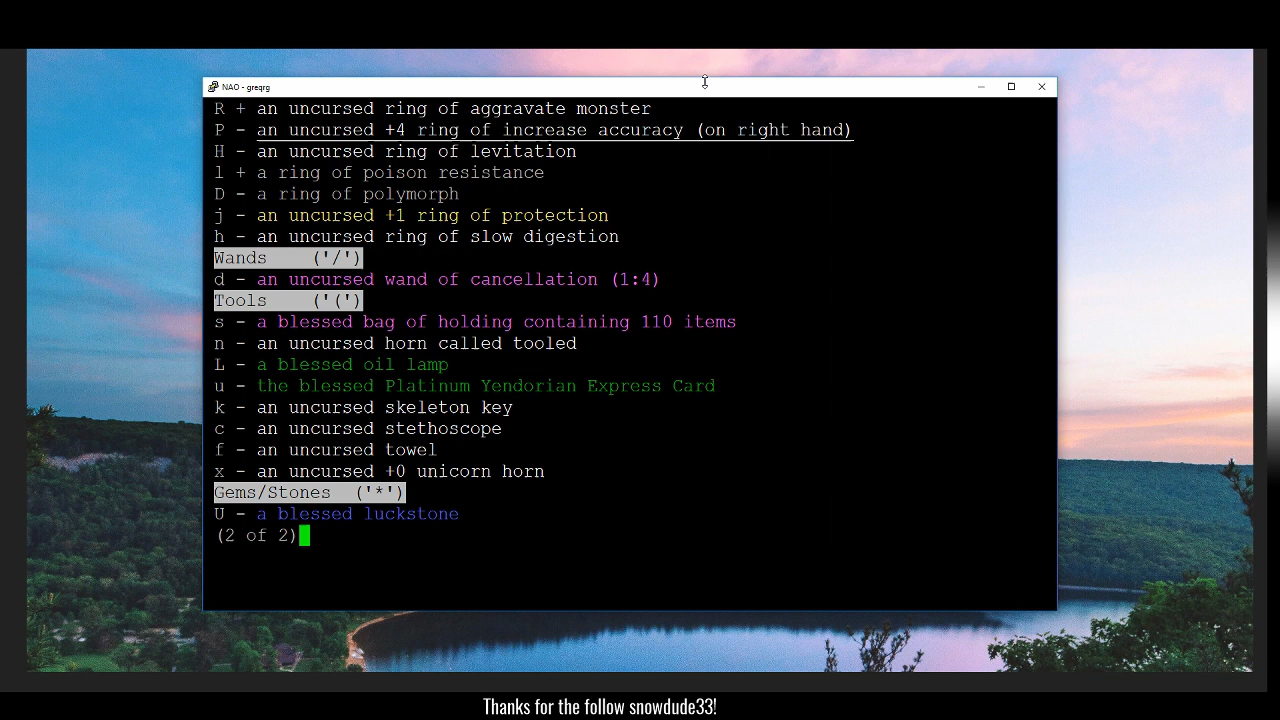 NAO - greqrg
R + an uncursed ring of aggravate monster
P - an uncursed +4 ring of increase accuracy (on right hand)
H - an uncursed ring of levitation
l + a ring of poison resistance
D - a ring of polymorph
j - an uncursed +1 ring of protection
h - an uncursed ring of slow digestion
Wands ('/')
d - an uncursed wand of cancellation (1:4)
Tools ('(')
s - a blessed bag of holding containing 110 items
n - an uncursed horn called tooled
L - a blessed oil lamp
u - the blessed Platinum Yendorian Express Card
k - an uncursed skeleton key
c - an uncursed stethoscope
f - an uncursed towel
x - an uncursed +0 unicorn horn
Gems/Stones ('*')
U - a blessed luckstone
(2 of 2)
Thanks for the follow snowdude33!